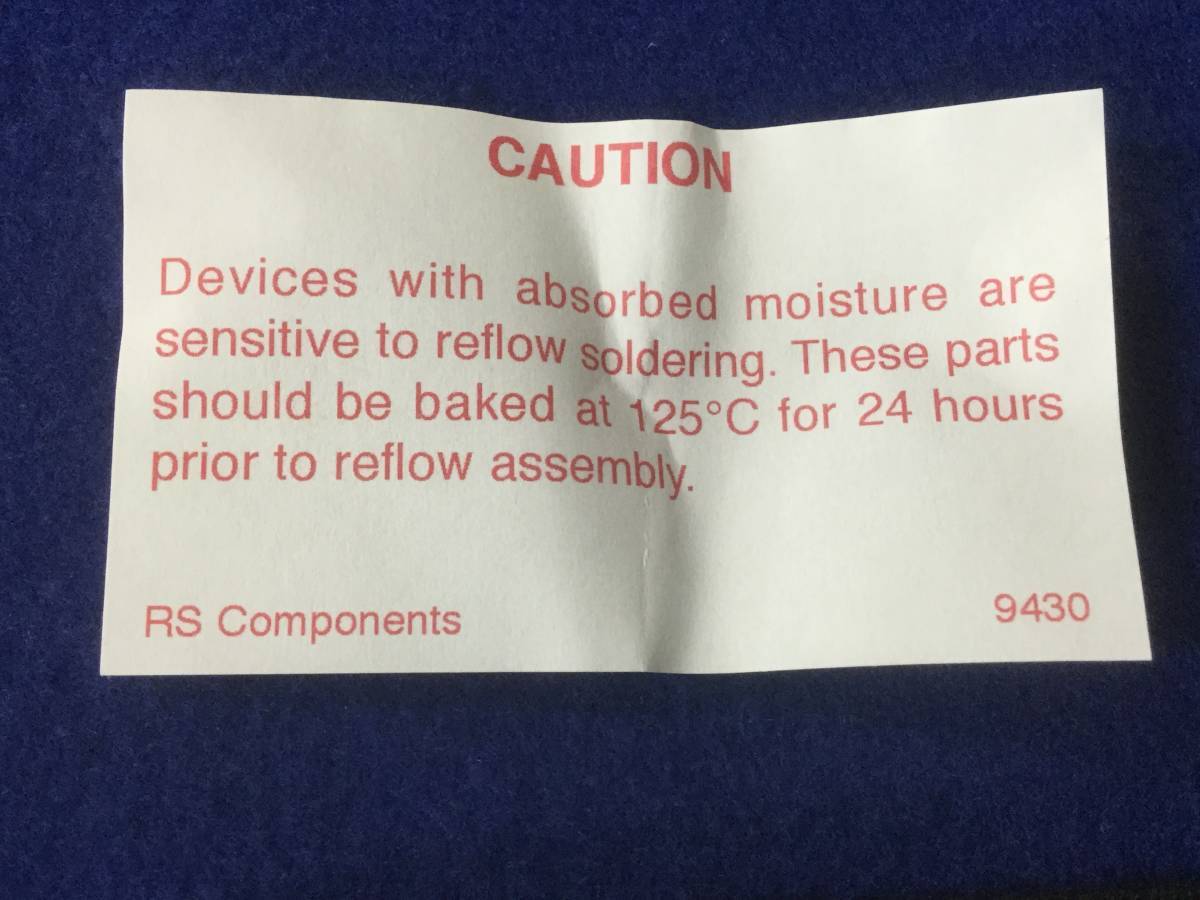 CAUTION
Devices with absorbed moisture are
sensitive to reflow soldering. These parts
should be baked at 125°C for 24 hours
prior to reflow assembly.
RS Components
9430